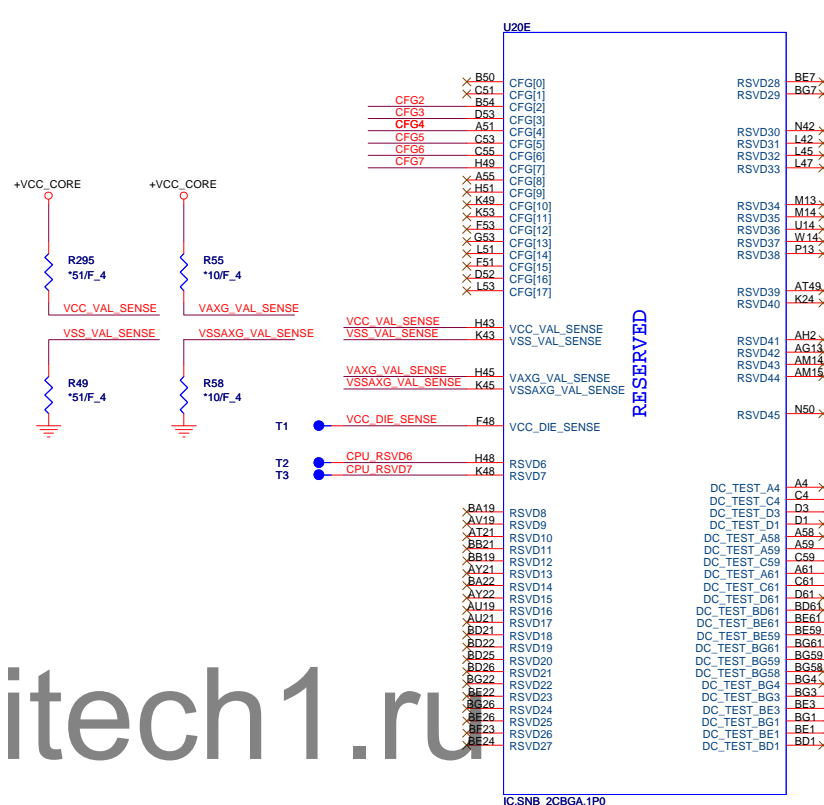 U20E
B50 CFG[0]
C51 CFG[1]
CFG2 B54 CFG[2]
CFG3 D53 CFG[3]
CFG4 A51 CFG[4]
CFG5 C53 CFG[5]
CFG6 C55 CFG[6]
CFG7 H49 CFG[7]
A55 CFG[8]
H51 CFG[9]
K49 CFG[10]
K53 CFG[11]
F53 CFG[12]
G53 CFG[13]
L51 CFG[14]
F51 CFG[15]
D52 CFG[16]
L53 CFG[17]
RSVD28 BE7
RSVD29 BG7
RSVD30 N42
RSVD31 L42
RSVD32 L45
RSVD33 L47
RSVD34 M13
RSVD35 M14
RSVD36 U14
RSVD37 W14
RSVD38 P13
RSVD39 AT49
RSVD40 K24
RSVD41 AH2
RSVD42 AG13
RSVD43 AM14
RSVD44 AM15
RSVD45 N50
+VCC_CORE +VCC_CORE
R295 R55
*51/F_4 *10/F_4
VCC_VAL_SENSE VAXG_VAL_SENSE
VSS_VAL_SENSE VSSAXG_VAL_SENSE
R49 R58
*51/F_4 *10/F_4
VCC_VAL_SENSE H43 VCC_VAL_SENSE
VSS_VAL_SENSE K43 VSS_VAL_SENSE
VAXG_VAL_SENSE H45 VAXG_VAL_SENSE
VSSAXG_VAL_SENSE K45 VSSAXG_VAL_SENSE
T1 VCC_DIE_SENSE F48 VCC_DIE_SENSE
T2 CPU_RSVD6 H48 RSVD6
T3 CPU_RSVD7 K48 RSVD7
RESERVED
BA19 RSVD8
AV19 RSVD9
AT21 RSVD10
BB21 RSVD11
BB19 RSVD12
AY21 RSVD13
BA22 RSVD14
AY22 RSVD15
AU19 RSVD16
AU21 RSVD17
BD21 RSVD18
BD22 RSVD19
BD25 RSVD20
BD26 RSVD21
BG22 RSVD22
BE22 RSVD23
BG26 RSVD24
BE26 RSVD25
BF23 RSVD26
BE24 RSVD27
DC_TEST_A4 A4
DC_TEST_C4 C4
DC_TEST_D3 D3
DC_TEST_D1 D1
DC_TEST_A58 A58
DC_TEST_A59 A59
DC_TEST_C59 C59
DC_TEST_A61 A61
DC_TEST_C61 C61
DC_TEST_D61 D61
DC_TEST_BD61 BD61
DC_TEST_BE61 BE61
DC_TEST_BE59 BE59
DC_TEST_BG61 BG61
DC_TEST_BG59 BG59
DC_TEST_BG58 BG58
DC_TEST_BG4 BG4
DC_TEST_BG3 BG3
DC_TEST_BE3 BE3
DC_TEST_BG1 BG1
DC_TEST_BE1 BE1
DC_TEST_BD1 BD1
itech1.ru
IC,SNB_2CBGA,1P0